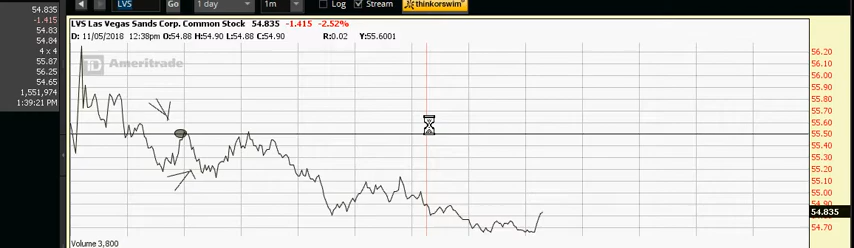 54.835
-1.415
54.83
54.84
4 x 4
55.87
56.25
54.65
1,551,974
1:39:21 PM
LVS
Go
1 day
1m
Log
Stream
thinkorswim
LVS Las Vegas Sands Corp. Common Stock 54.835 -1.415 -2.52%
D: 11/05/2018 12:38pm O:54.88 H:54.90 L:54.88 C:54.90 R:0.02 Y:55.6001
TD Ameritrade
56.20
56.00
55.90
55.80
55.70
55.60
55.50
55.40
55.30
55.20
55.10
55.00
54.90
54.835
54.70
Volume 3,800